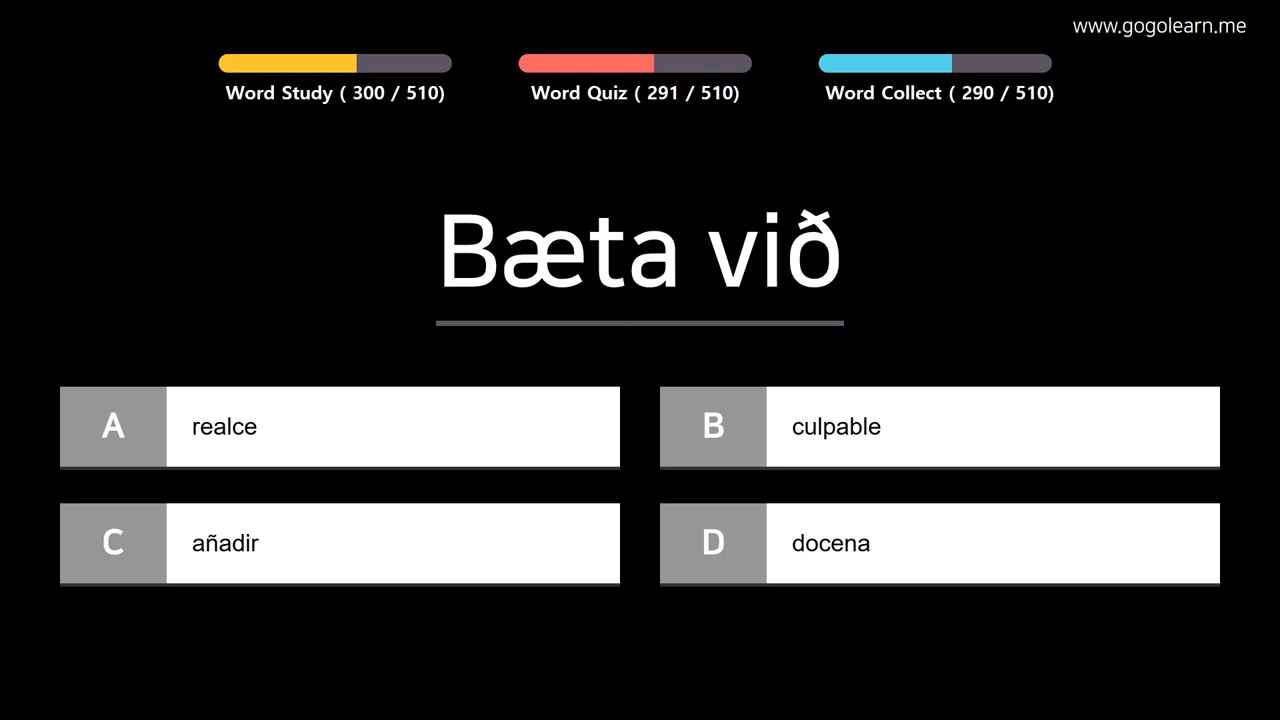 www.gogolearn.me
Word Study ( 300 / 510)
Word Quiz ( 291 / 510)
Word Collect ( 290 / 510)
Bæta við
A realce
B culpable
C añadir
D docena